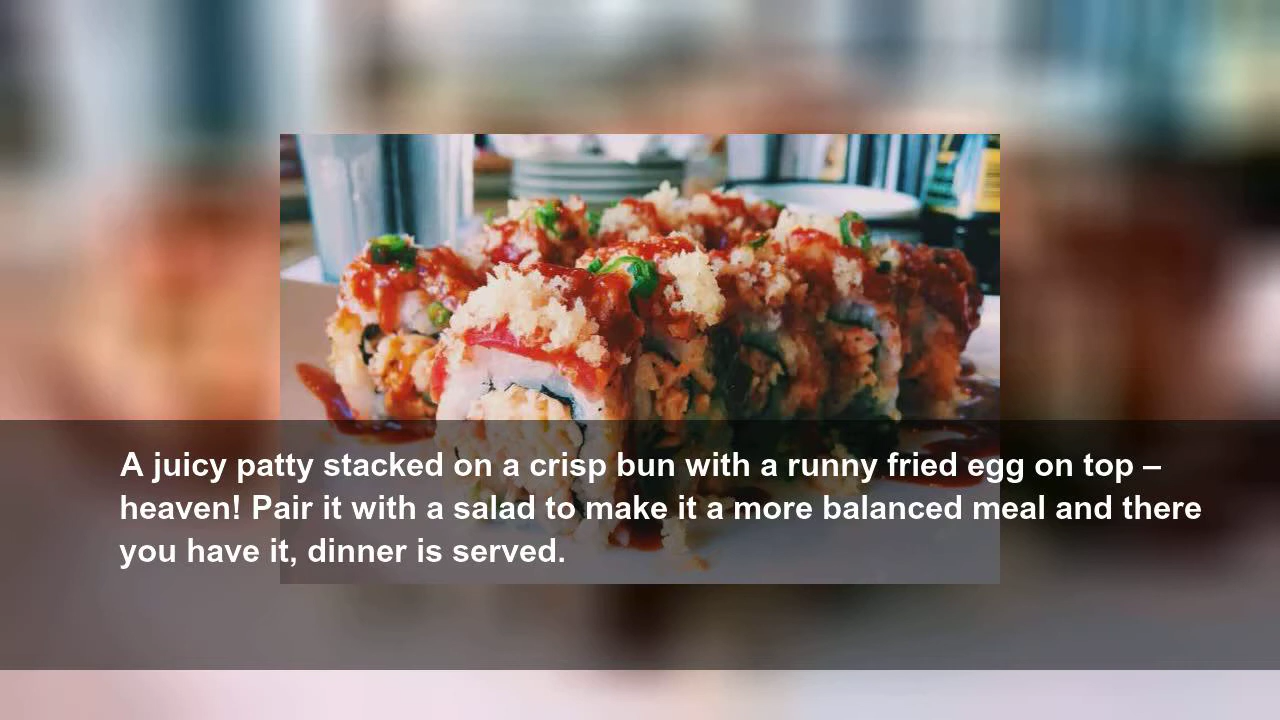 A juicy patty stacked on a crisp bun with a runny fried egg on top –
heaven! Pair it with a salad to make it a more balanced meal and there
you have it, dinner is served.